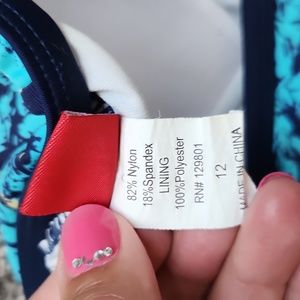 82% Nylon
18%Spandex
LINING
100%Polyester
RN# 129801
12
MADE IN CHINA